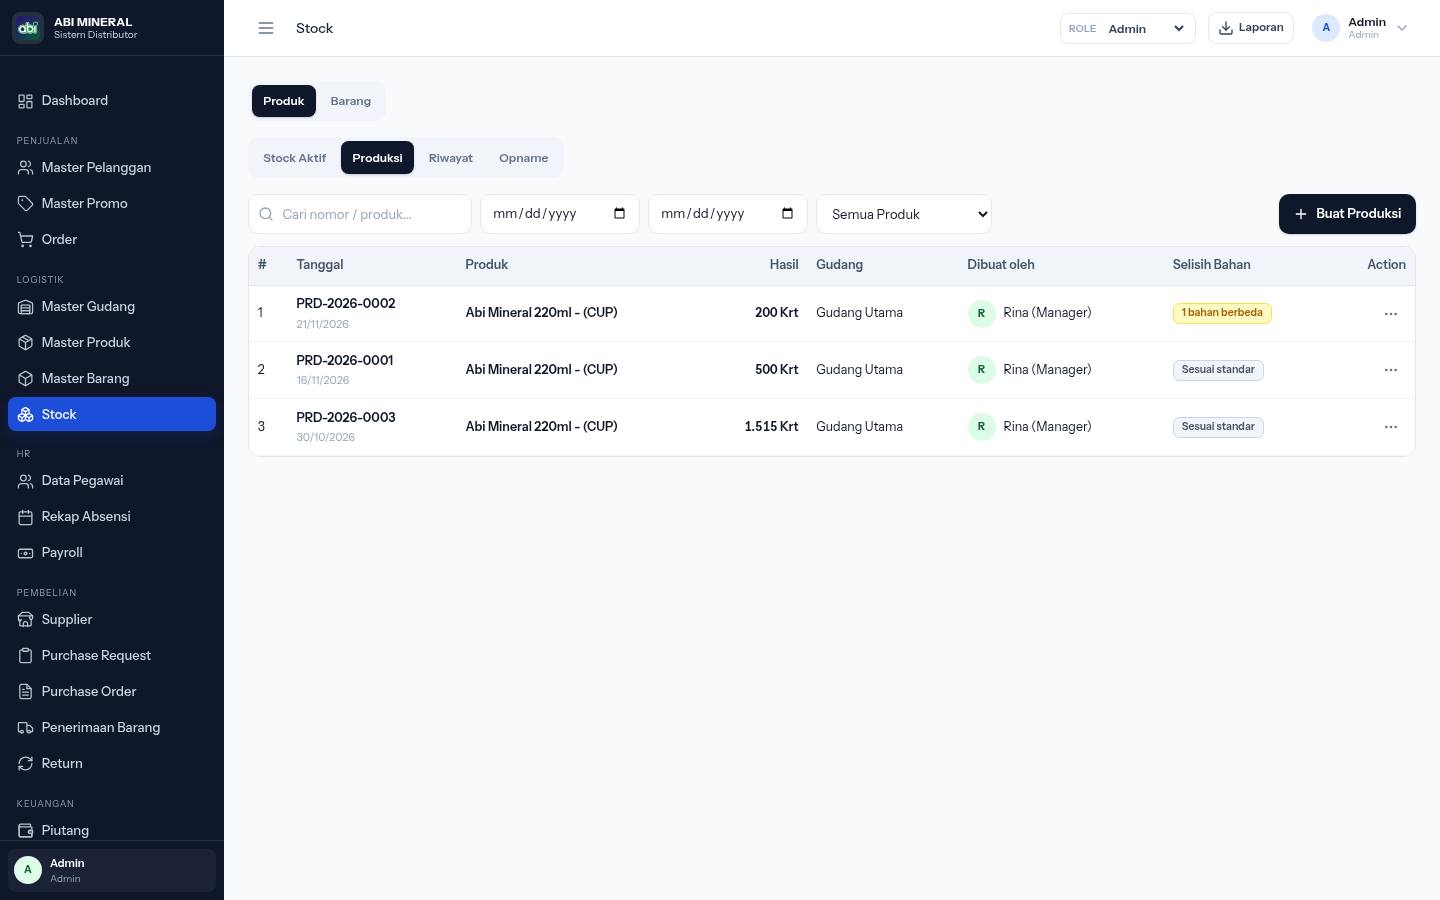 ABI MINERAL
Sistem Distributor
Dashboard
PENJUALAN
Master Pelanggan
Master Promo
Order
LOGISTIK
Master Gudang
Master Produk
Master Barang
Stock
HR
Data Pegawai
Rekap Absensi
Payroll
PEMBELIAN
Supplier
Purchase Request
Purchase Order
Penerimaan Barang
Return
KEUANGAN
Piutang
A Admin
Admin
Stock
ROLE Admin
Laporan
A Admin
Admin
Produk Barang
Stock Aktif Produksi Riwayat Opname
Cari nomor / produk... mm/dd/yyyy mm/dd/yyyy Semua Produk Buat Produksi
# Tanggal Produk Hasil Gudang Dibuat oleh Selisih Bahan Action
1 PRD-2026-0002 Abi Mineral 220ml - (CUP) 200 Krt Gudang Utama R Rina (Manager) 1 bahan berbeda ...
21/11/2026
2 PRD-2026-0001 Abi Mineral 220ml - (CUP) 500 Krt Gudang Utama R Rina (Manager) Sesuai standar ...
16/11/2026
3 PRD-2026-0003 Abi Mineral 220ml - (CUP) 1.515 Krt Gudang Utama R Rina (Manager) Sesuai standar ...
30/10/2026